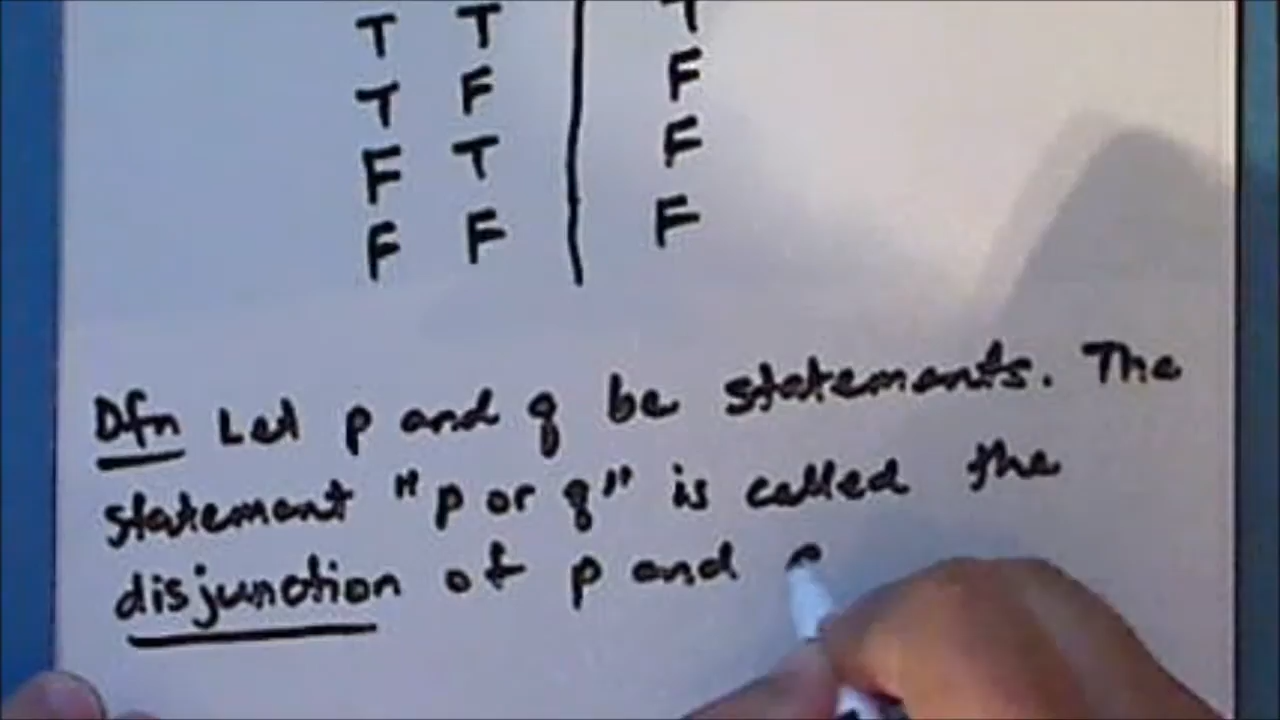 T T T
T F F
F T F
F F F
Dfn Let p and q be statements. The
statement "p or q" is called the
disjunction of p and